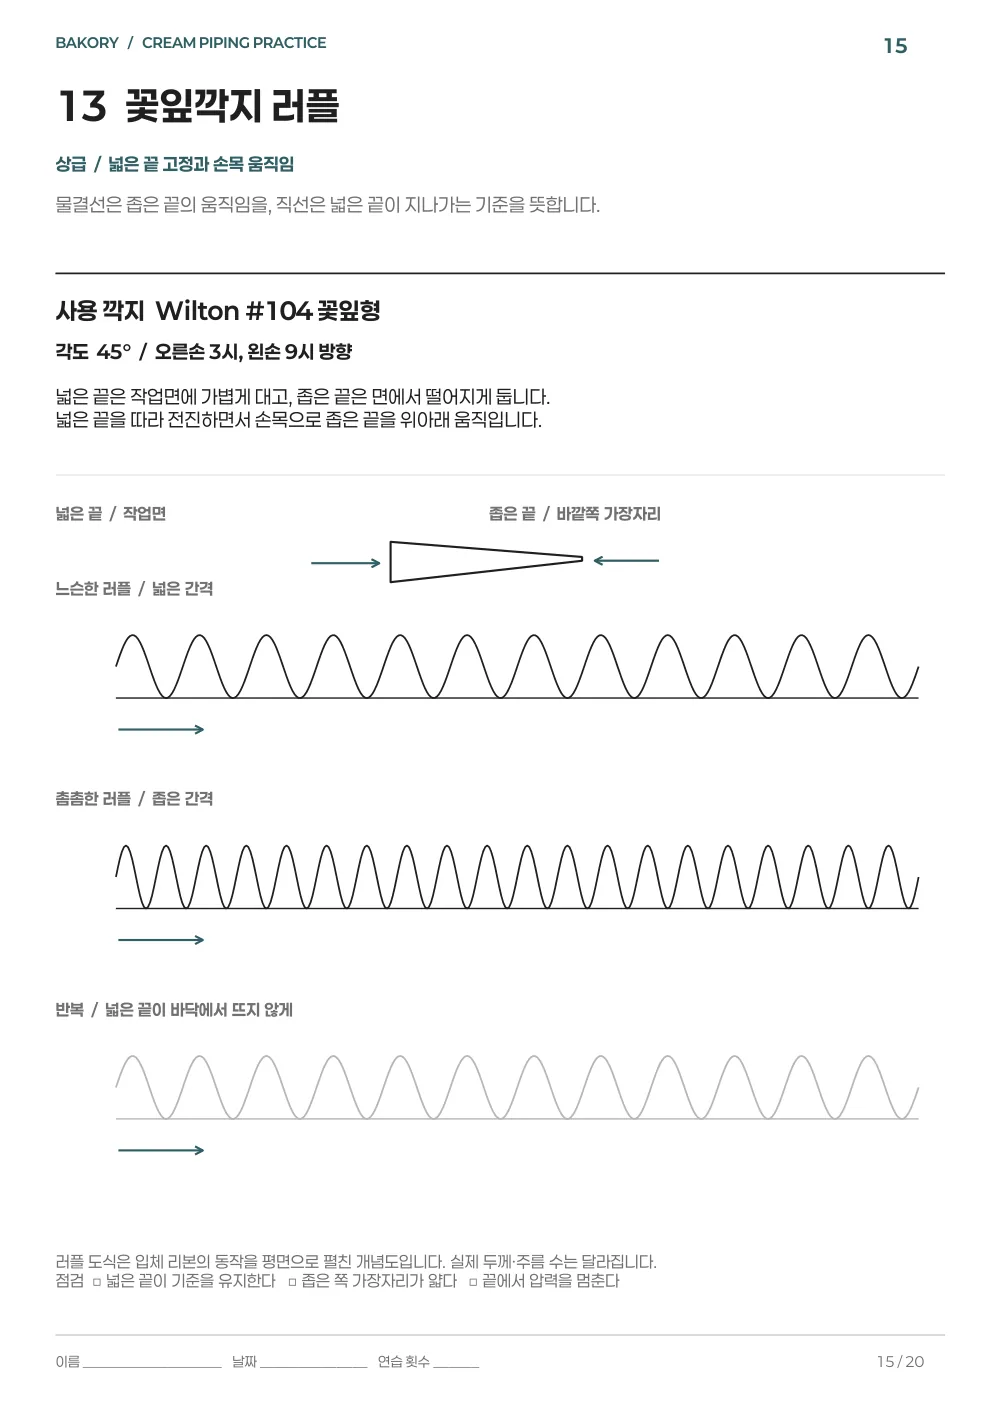 BAKORY / CREAM PIPING PRACTICE
15
13 꽃잎깍지 러플
상급 / 넓은 끝 고정과 손목 움직임
물결선은 좁은 끝의 움직임을, 직선은 넓은 끝이 지나가는 기준을 뜻합니다.
사용 깍지 Wilton #104 꽃잎형
각도 45° / 오른손 3시, 왼손 9시 방향
넓은 끝은 작업면에 가볍게 대고, 좁은 끝은 면에서 떨어지게 둡니다.
넓은 끝을 따라 전진하면서 손목으로 좁은 끝을 위아래 움직입니다.
넓은 끝 / 작업면
좁은 끝 / 바깥쪽 가장자리
느슨한 러플 / 넓은 간격
촘촘한 러플 / 좁은 간격
반복 / 넓은 끝이 바닥에서 뜨지 않게
러플 도식은 입체 리본의 동작을 평면으로 펼친 개념도입니다. 실제 두께·주름 수는 달라집니다.
점검 □ 넓은 끝이 기준을 유지한다 □ 좁은 쪽 가장자리가 얇다 □ 끝에서 압력을 멈춘다
이름 __________________ 날짜 ______________ 연습 횟수 ______
15 / 20